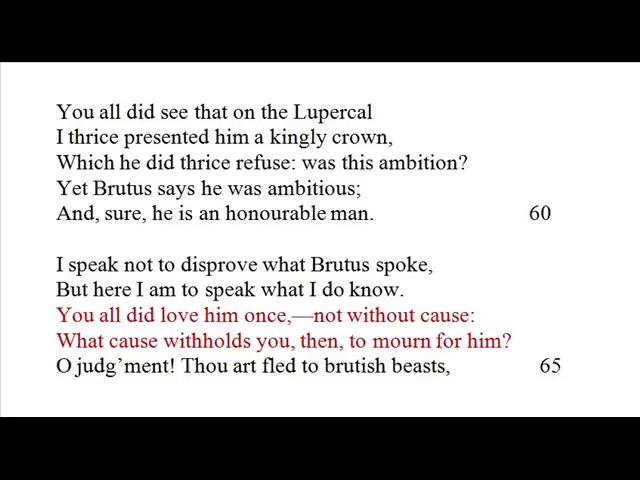 You all did see that on the Lupercal
I thrice presented him a kingly crown,
Which he did thrice refuse: was this ambition?
Yet Brutus says he was ambitious;
And, sure, he is an honourable man. 60
I speak not to disprove what Brutus spoke,
But here I am to speak what I do know.
You all did love him once,—not without cause:
What cause withholds you, then, to mourn for him?
O judg’ment! Thou art fled to brutish beasts, 65